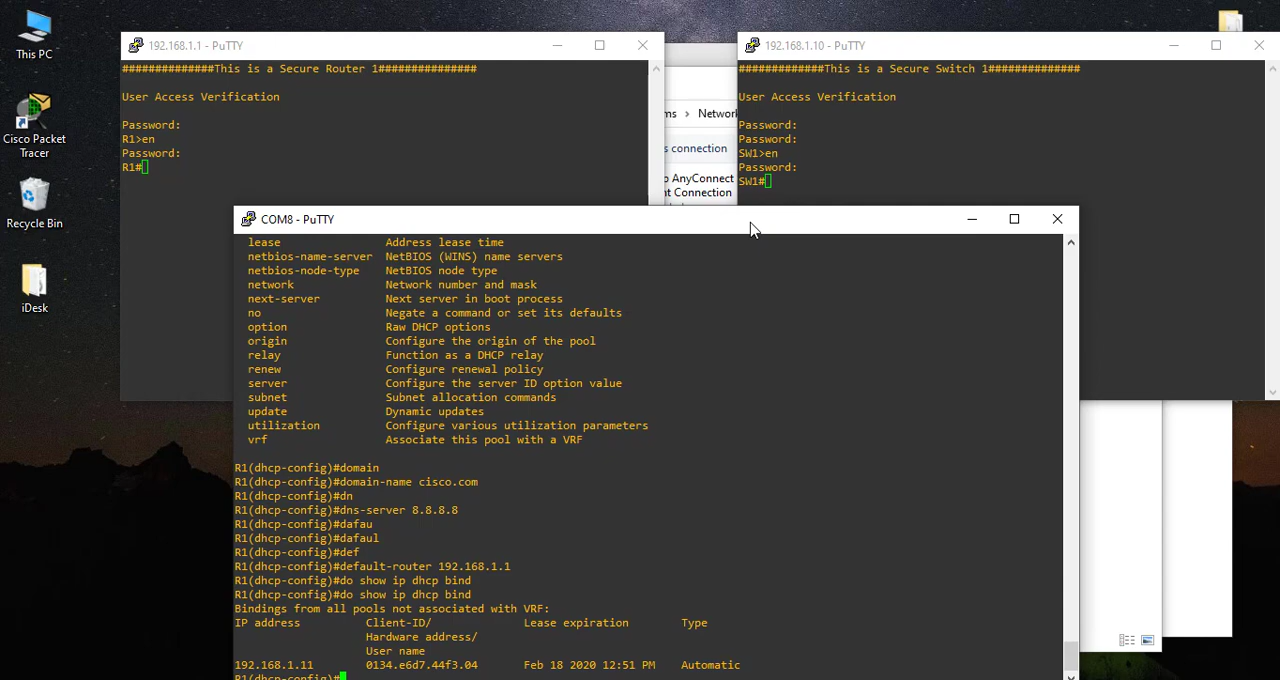 This PC
Cisco Packet
Tracer
Recycle Bin
iDesk
192.168.1.1 - PuTTY
##############This is a Secure Router 1###############
User Access Verification
Password:
R1>en
Password:
R1#
ms > Network
s connection
o AnyConnect
nt Connection
192.168.1.10 - PuTTY
#############This is a Secure Switch 1##############
User Access Verification
Password:
Password:
SW1>en
Password:
SW1#
COM8 - PuTTY
lease Address lease time
netbios-name-server NetBIOS (WINS) name servers
netbios-node-type NetBIOS node type
network Network number and mask
next-server Next server in boot process
no Negate a command or set its defaults
option Raw DHCP options
origin Configure the origin of the pool
relay Function as a DHCP relay
renew Configure renewal policy
server Configure the server ID option value
subnet Subnet allocation commands
update Dynamic updates
utilization Configure various utilization parameters
vrf Associate this pool with a VRF
R1(dhcp-config)#domain
R1(dhcp-config)#domain-name cisco.com
R1(dhcp-config)#dn
R1(dhcp-config)#dns-server 8.8.8.8
R1(dhcp-config)#dafau
R1(dhcp-config)#dafaul
R1(dhcp-config)#def
R1(dhcp-config)#default-router 192.168.1.1
R1(dhcp-config)#do show ip dhcp bind
R1(dhcp-config)#do show ip dhcp bind
Bindings from all pools not associated with VRF:
IP address Client-ID/ Lease expiration Type
Hardware address/
User name
192.168.1.11 0134.e6d7.44f3.04 Feb 18 2020 12:51 PM Automatic
R1(dhcp-config)#